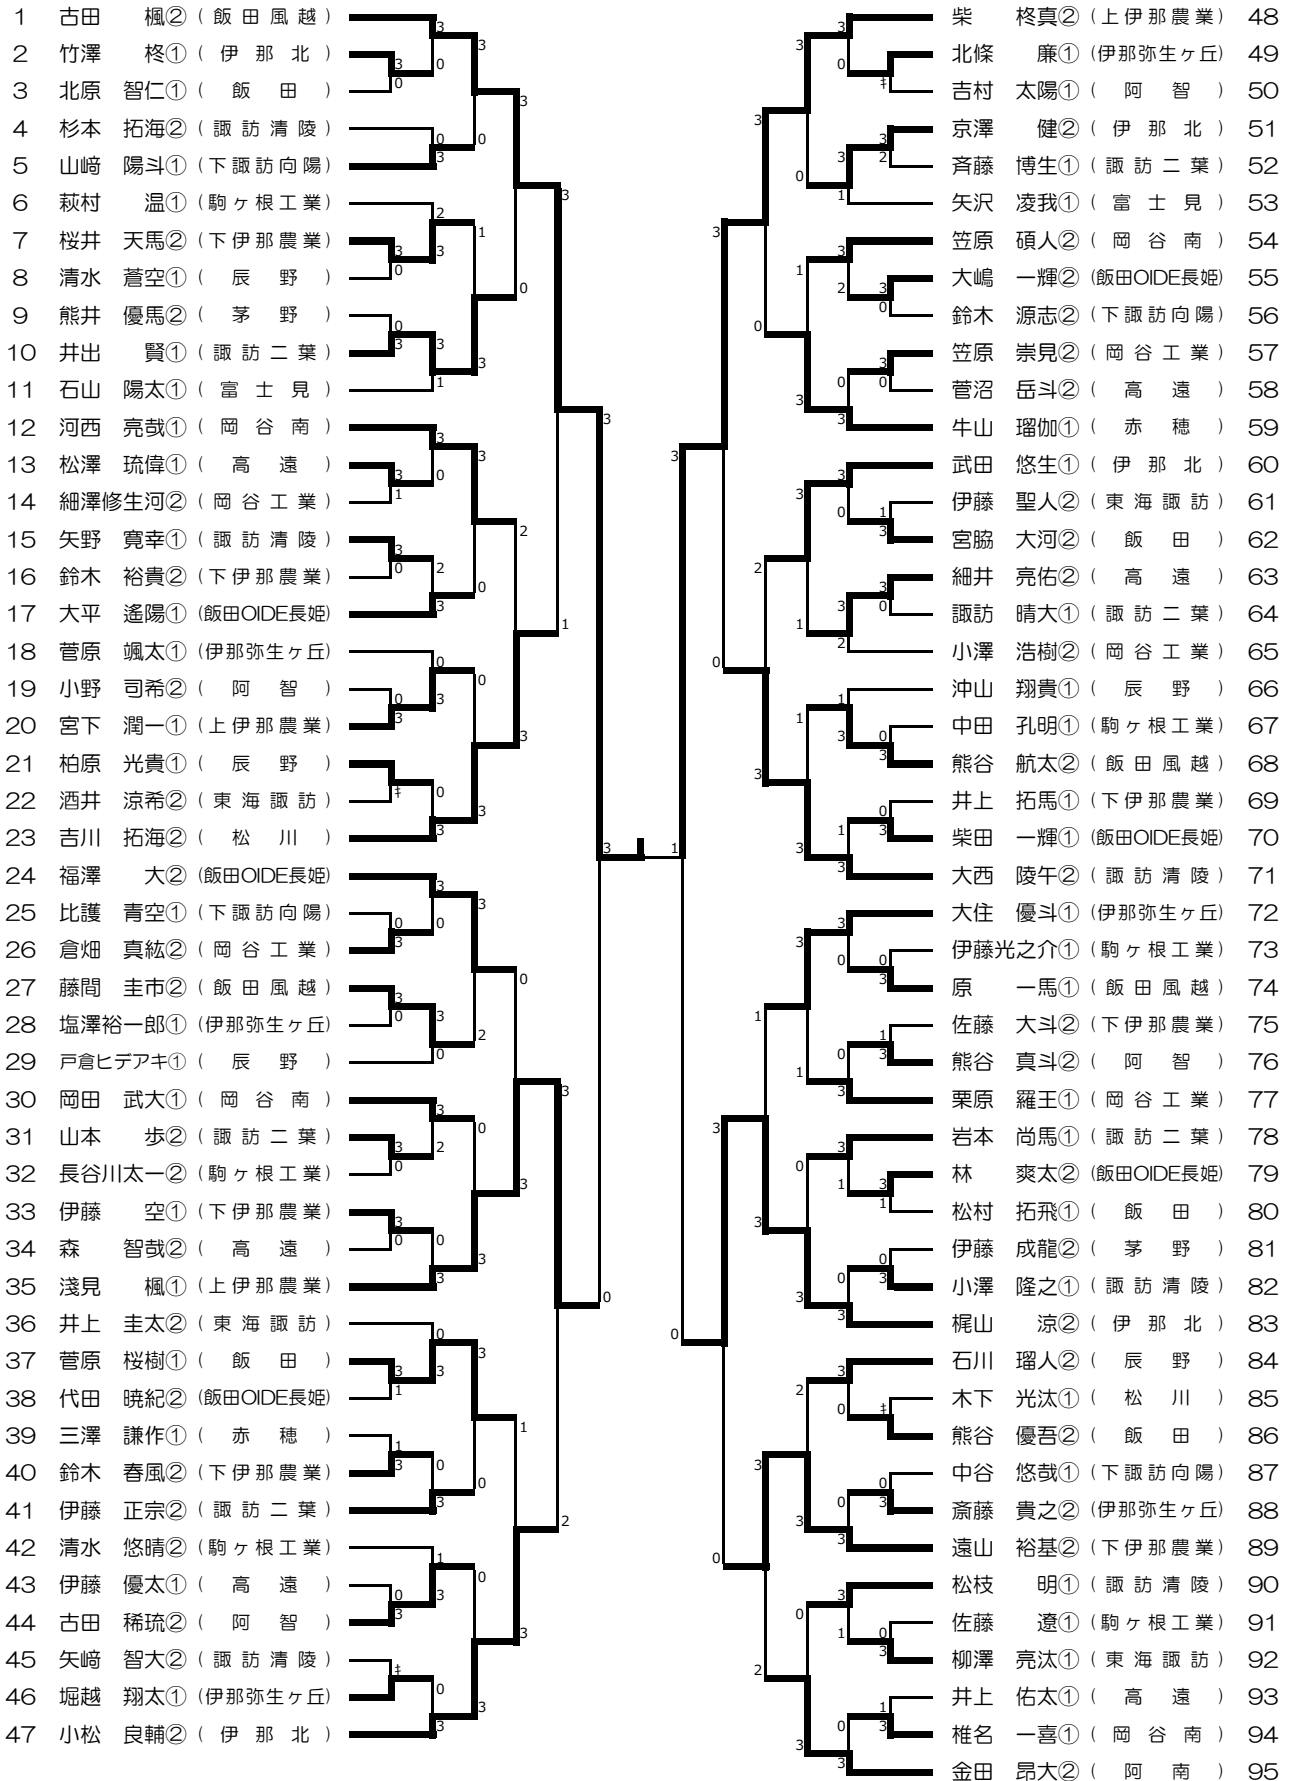 1 古田 楓② (飯田風越)
2 竹澤 柊① (伊那北)
3 北原 智仁① (飯田)
4 杉本 拓海② (諏訪清陵)
5 山﨑 陽斗① (下諏訪向陽)
6 萩村 温① (駒ヶ根工業)
7 桜井 天馬② (下伊那農業)
8 清水 蒼空① (辰野)
9 熊井 優馬② (茅野)
10 井出 賢① (諏訪二葉)
11 石山 陽太① (富士見)
12 河西 亮哉① (岡谷南)
13 松澤 琉偉① (高遠)
14 細澤修生河② (岡谷工業)
15 矢野 寛幸① (諏訪清陵)
16 鈴木 裕貴② (下伊那農業)
17 大平 遙陽① (飯田OIDE長姫)
18 菅原 颯太① (伊那弥生ヶ丘)
19 小野 司希② (阿智)
20 宮下 潤一① (上伊那農業)
21 柏原 光貴① (辰野)
22 酒井 涼希② (東海諏訪)
23 吉川 拓海② (松川)
24 福澤 大② (飯田OIDE長姫)
25 比護 青空① (下諏訪向陽)
26 倉畑 真紘② (岡谷工業)
27 藤間 圭市② (飯田風越)
28 塩澤裕一郎① (伊那弥生ヶ丘)
29 戸倉ヒデアキ① (辰野)
30 岡田 武大① (岡谷南)
31 山本 歩② (諏訪二葉)
32 長谷川太一② (駒ヶ根工業)
33 伊藤 空① (下伊那農業)
34 森 智哉② (高遠)
35 淺見 楓① (上伊那農業)
36 井上 圭太② (東海諏訪)
37 菅原 桜樹① (飯田)
38 代田 暁紀② (飯田OIDE長姫)
39 三澤 謙作① (赤穂)
40 鈴木 春風② (下伊那農業)
41 伊藤 正宗② (諏訪二葉)
42 清水 悠晴② (駒ヶ根工業)
43 伊藤 優太① (高遠)
44 古田 稀琉② (阿智)
45 矢﨑 智大② (諏訪清陵)
46 堀越 翔太① (伊那弥生ヶ丘)
47 小松 良輔② (伊那北)
柴 柊真② (上伊那農業) 48
北條 廉① (伊那弥生ヶ丘) 49
吉村 太陽① (阿智) 50
京澤 健② (伊那北) 51
斉藤 博生① (諏訪二葉) 52
矢沢 凌我① (富士見) 53
笠原 碩人② (岡谷南) 54
大嶋 一輝② (飯田OIDE長姫) 55
鈴木 源志② (下諏訪向陽) 56
笠原 崇見② (岡谷工業) 57
菅沼 岳斗② (高遠) 58
牛山 瑠伽① (赤穂) 59
武田 悠生① (伊那北) 60
伊藤 聖人② (東海諏訪) 61
宮脇 大河② (飯田) 62
細井 亮佑② (高遠) 63
諏訪 晴大① (諏訪二葉) 64
小澤 浩樹② (岡谷工業) 65
沖山 翔貴① (辰野) 66
中田 孔明① (駒ヶ根工業) 67
熊谷 航太② (飯田風越) 68
井上 拓馬① (下伊那農業) 69
柴田 一輝① (飯田OIDE長姫) 70
大西 陵午② (諏訪清陵) 71
大住 優斗① (伊那弥生ヶ丘) 72
伊藤光之介① (駒ヶ根工業) 73
原 一馬① (飯田風越) 74
佐藤 大斗② (下伊那農業) 75
熊谷 真斗② (阿智) 76
栗原 羅王① (岡谷工業) 77
岩本 尚馬① (諏訪二葉) 78
林 爽太② (飯田OIDE長姫) 79
松村 拓飛① (飯田) 80
伊藤 成龍② (茅野) 81
小澤 隆之① (諏訪清陵) 82
梶山 涼② (伊那北) 83
石川 瑠人② (辰野) 84
木下 光汰① (松川) 85
熊谷 優吾② (飯田) 86
中谷 悠哉① (下諏訪向陽) 87
斎藤 貴之② (伊那弥生ヶ丘) 88
遠山 裕基② (下伊那農業) 89
松枝 明① (諏訪清陵) 90
佐藤 遼① (駒ヶ根工業) 91
柳澤 亮汰① (東海諏訪) 92
井上 佑太① (高遠) 93
椎名 一喜① (岡谷南) 94
金田 昂大② (阿南) 95